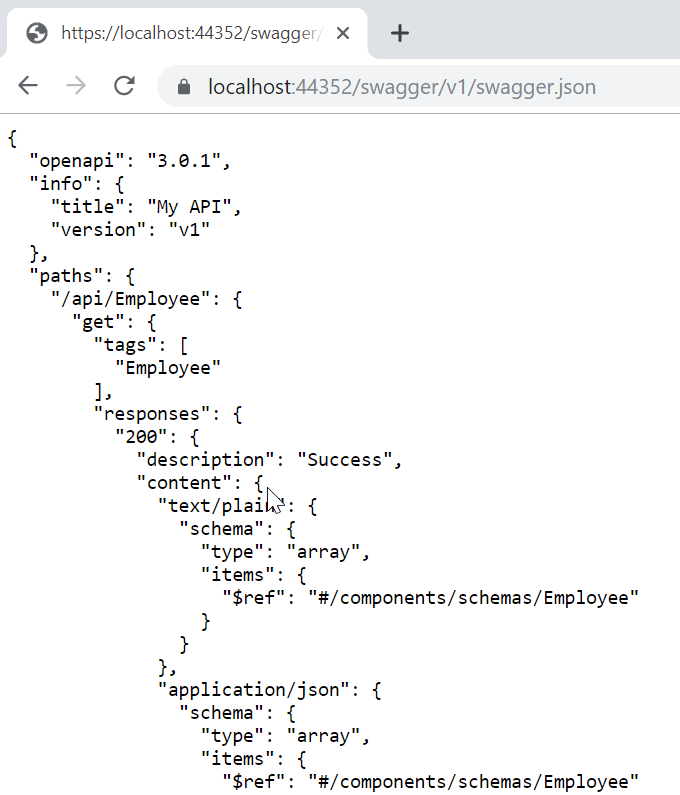 https://localhost:44352/swagger/
localhost:44352/swagger/v1/swagger.json
{
  "openapi": "3.0.1",
  "info": {
    "title": "My API",
    "version": "v1"
  },
  "paths": {
    "/api/Employee": {
      "get": {
        "tags": [
          "Employee"
        ],
        "responses": {
          "200": {
            "description": "Success",
            "content": {
              "text/plain": {
                "schema": {
                  "type": "array",
                  "items": {
                    "$ref": "#/components/schemas/Employee"
                  }
                }
              },
              "application/json": {
                "schema": {
                  "type": "array",
                  "items": {
                    "$ref": "#/components/schemas/Employee"